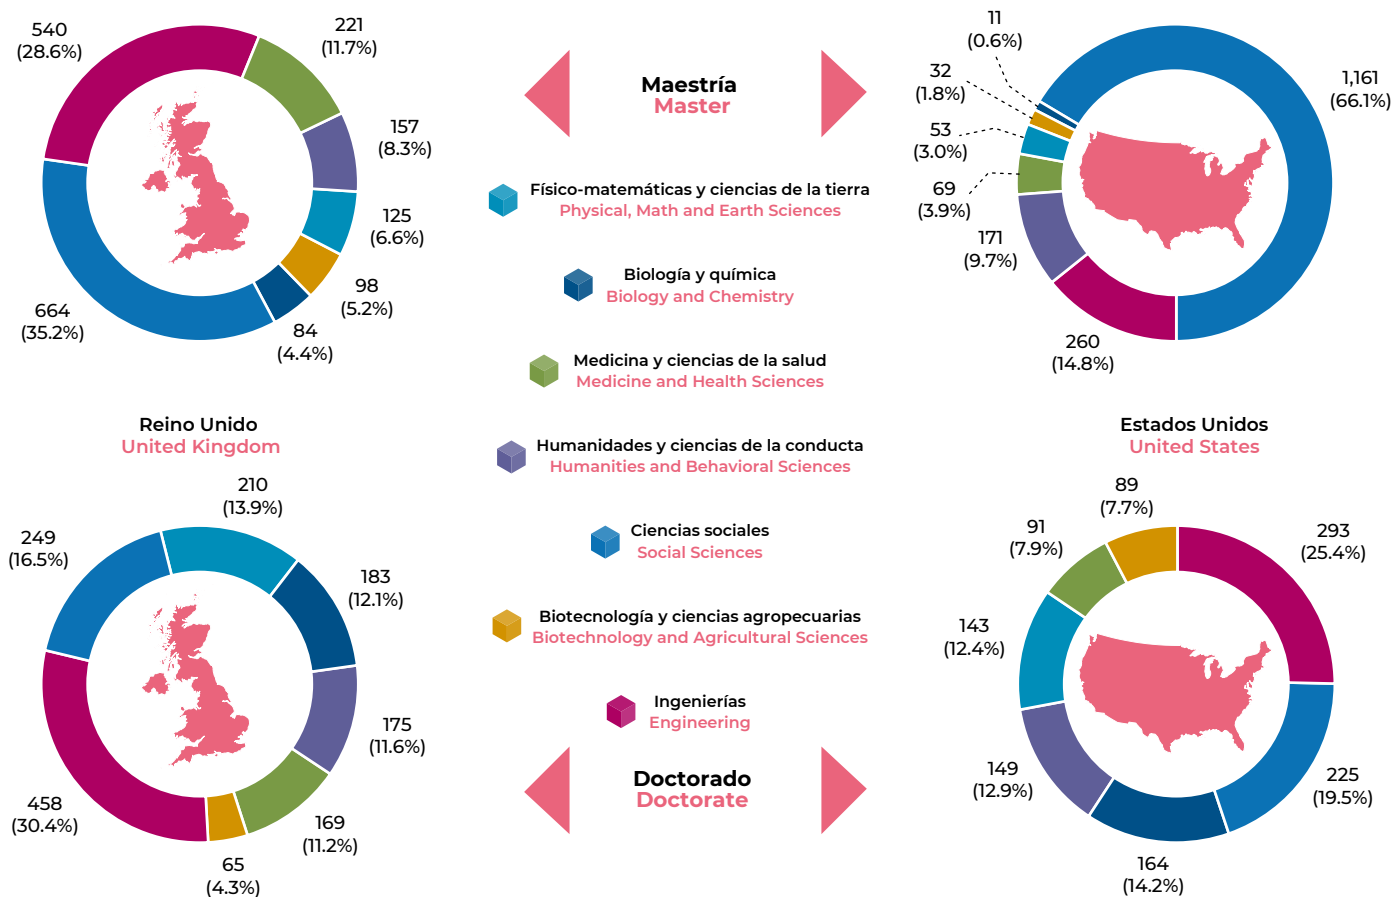 540
(28.6%)
221
(11.7%)
157
(8.3%)
125
(6.6%)
98
(5.2%)
84
(4.4%)
664
(35.2%)
Reino Unido
United Kingdom
Maestría
Master
11
(0.6%)
32
(1.8%)
53
(3.0%)
69
(3.9%)
171
(9.7%)
260
(14.8%)
1,161
(66.1%)
Estados Unidos
United States
Físico-matemáticas y ciencias de la tierra
Physical, Math and Earth Sciences
Biología y química
Biology and Chemistry
Medicina y ciencias de la salud
Medicine and Health Sciences
Humanidades y ciencias de la conducta
Humanities and Behavioral Sciences
Ciencias sociales
Social Sciences
Biotecnología y ciencias agropecuarias
Biotechnology and Agricultural Sciences
Ingenierías
Engineering
Doctorado
Doctorate
210
(13.9%)
249
(16.5%)
183
(12.1%)
175
(11.6%)
169
(11.2%)
65
(4.3%)
458
(30.4%)
89
(7.7%)
91
(7.9%)
293
(25.4%)
143
(12.4%)
149
(12.9%)
225
(19.5%)
164
(14.2%)